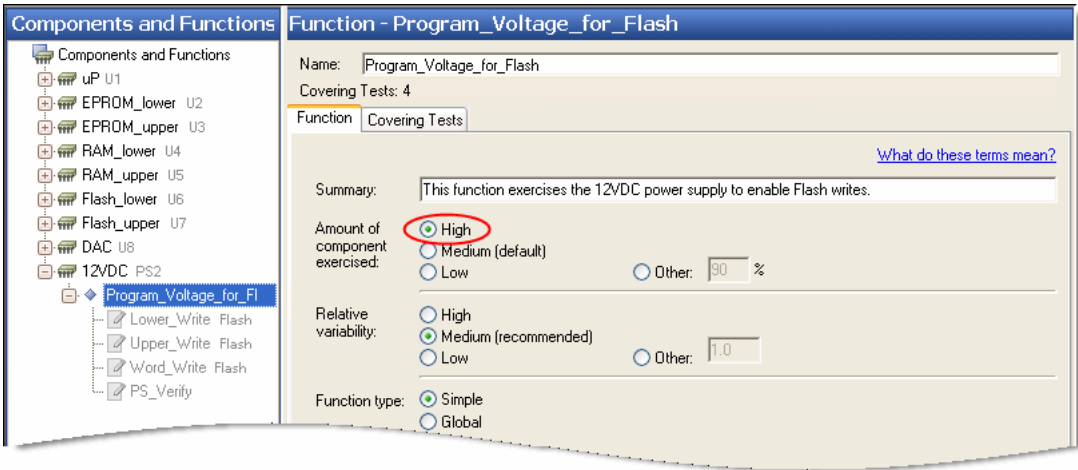 Components and Functions
Function - Program_Voltage_for_Flash
Components and Functions
uP U1
EPROM_lower U2
EPROM_upper U3
RAM_lower U4
RAM_upper U5
Flash_lower U6
Flash_upper U7
DAC U8
12VDC PS2
Program_Voltage_for_Fl
Lower_Write Flash
Upper_Write Flash
Word_Write Flash
PS_Verify
Name: Program_Voltage_for_Flash
Covering Tests: 4
Function Covering Tests
What do these terms mean?
Summary: This function exercises the 12VDC power supply to enable Flash writes.
Amount of component exercised:
High
Medium (default)
Low Other: 90 %
Relative variability:
High
Medium (recommended)
Low Other: 1.0
Function type: Simple
Global